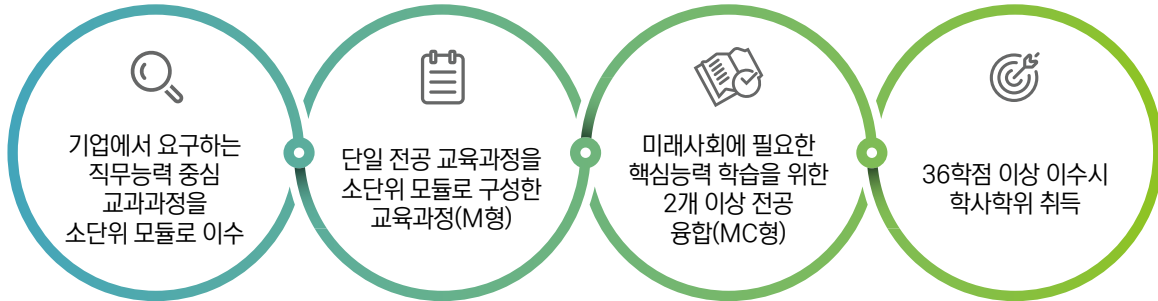 기업에서 요구하는
직무능력 중심
교과과정을
소단위 모듈로 이수
단일 전공 교육과정을
소단위 모듈로 구성한
교육과정(M형)
미래사회에 필요한
핵심능력 학습을 위한
2개 이상 전공
융합(MC형)
36학점 이상 이수시
학사학위 취득